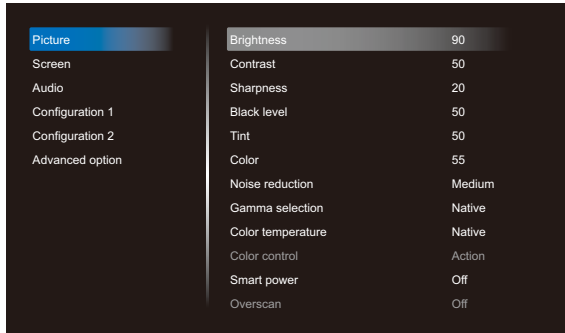 Picture
Screen
Audio
Configuration 1
Configuration 2
Advanced option
Brightness 90
Contrast 50
Sharpness 20
Black level 50
Tint 50
Color 55
Noise reduction Medium
Gamma selection Native
Color temperature Native
Color control Action
Smart power Off
Overscan Off